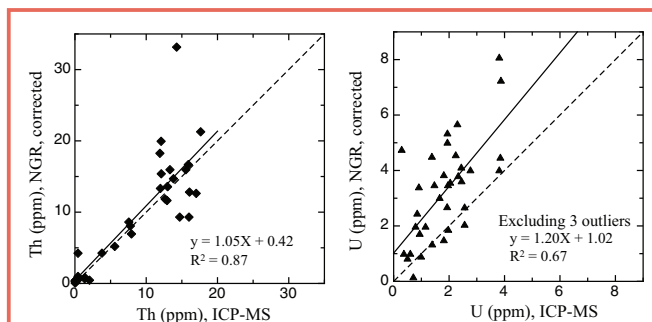 Th (ppm), NGR, corrected
40
30
20
10
0
0
10
20
30
Th (ppm), ICP-MS
y = 1.05X + 0.42
R² = 0.87
U (ppm), NGR, corrected
8
6
4
2
0
0
2
4
6
8
U (ppm), ICP-MS
Excluding 3 outliers
y = 1.20X + 1.02
R² = 0.67